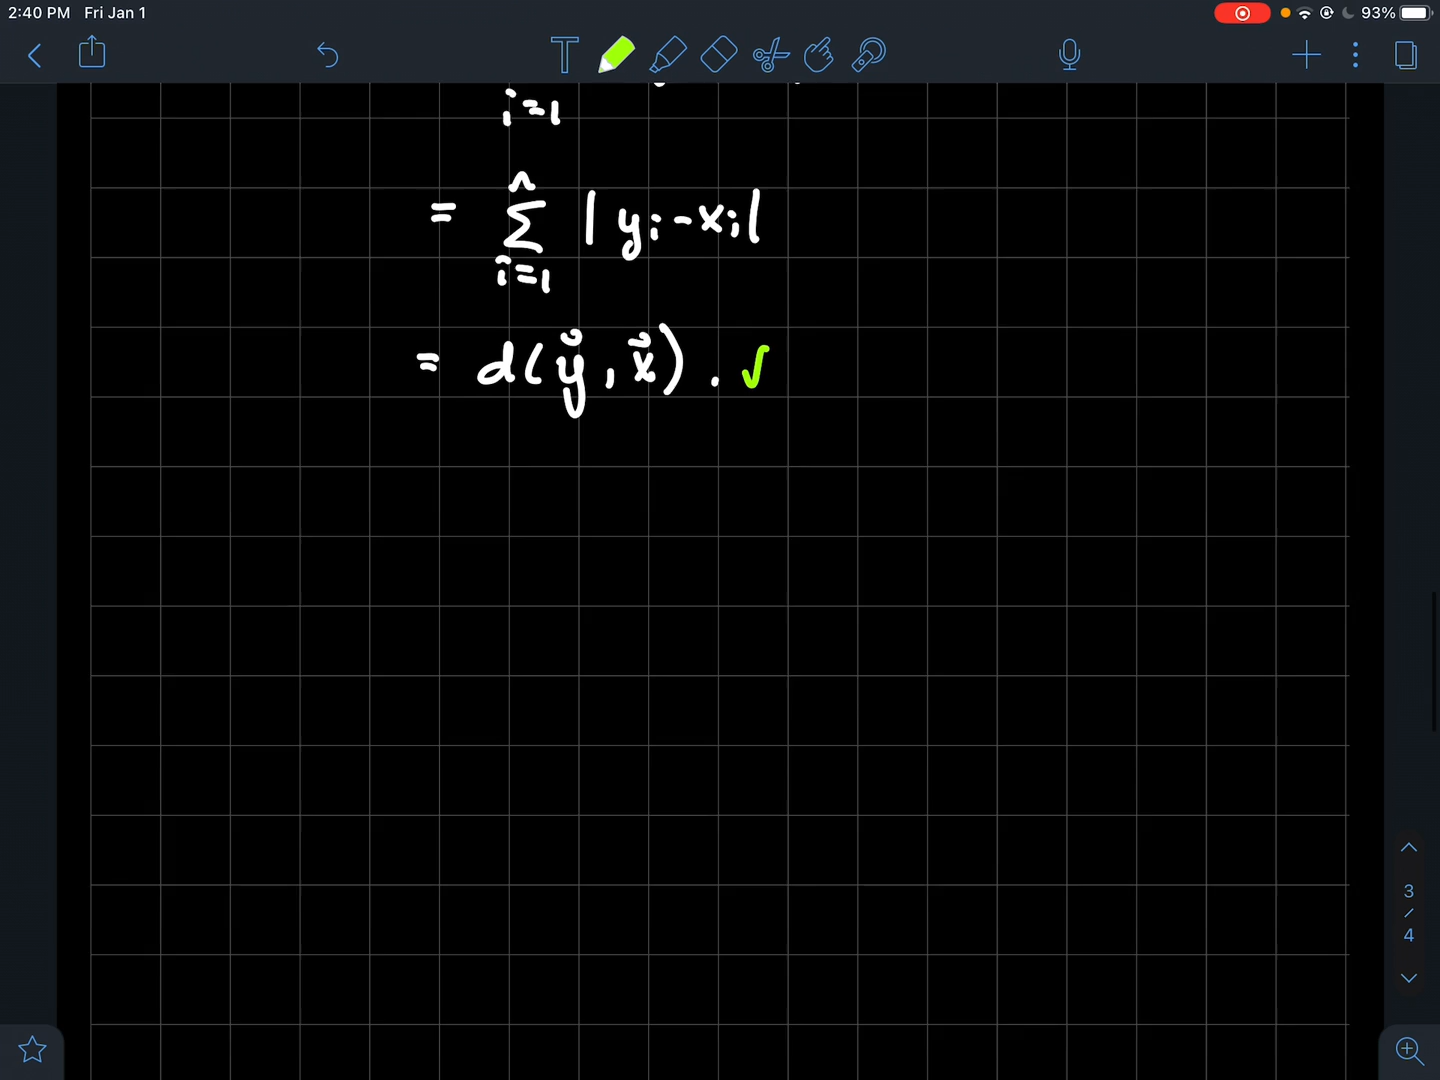 2:40 PM Fri Jan 1 93%
i=1
= n∑i=1 |yᵢ-xᵢ|
= d(y⃗, x⃗). ✓
3
/
4